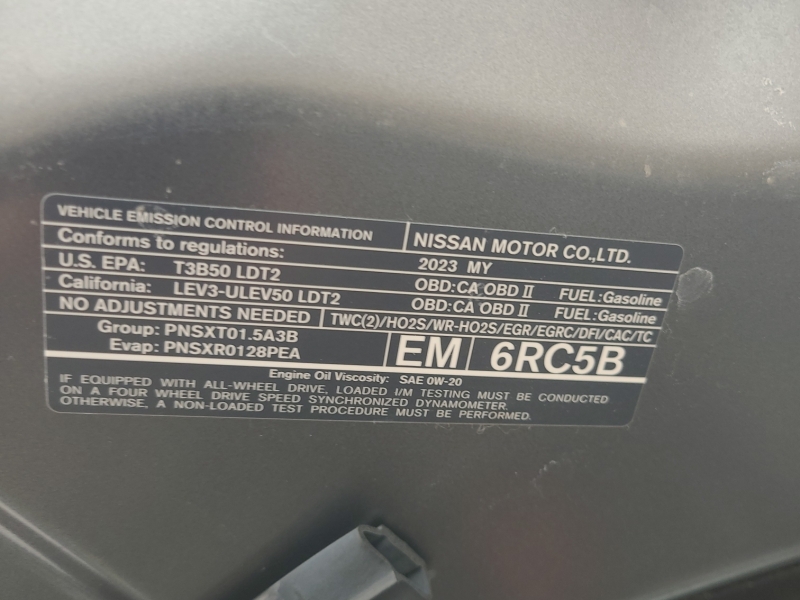 VEHICLE EMISSION CONTROL INFORMATION NISSAN MOTOR CO.,LTD.
Conforms to regulations: 2023 MY
U.S. EPA: T3B50 LDT2 OBD:CA OBD II FUEL:Gasoline
California: LEV3-ULEV50 LDT2 OBD:CA OBD II FUEL:Gasoline
NO ADJUSTMENTS NEEDED TWC(2)/HO2S/WR-HO2S/EGR/EGRC/DFI/CAC/TC
Group: PNSXT01.5A3B
Evap: PNSXR0128PEA
EM 6RC5B
Engine Oil Viscosity: SAE 0W-20
IF EQUIPPED WITH ALL-WHEEL DRIVE, LOADED I/M TESTING MUST BE CONDUCTED
ON A FOUR WHEEL DRIVE SPEED SYNCHRONIZED DYNAMOMETER.
OTHERWISE, A NON-LOADED TEST PROCEDURE MUST BE PERFORMED.